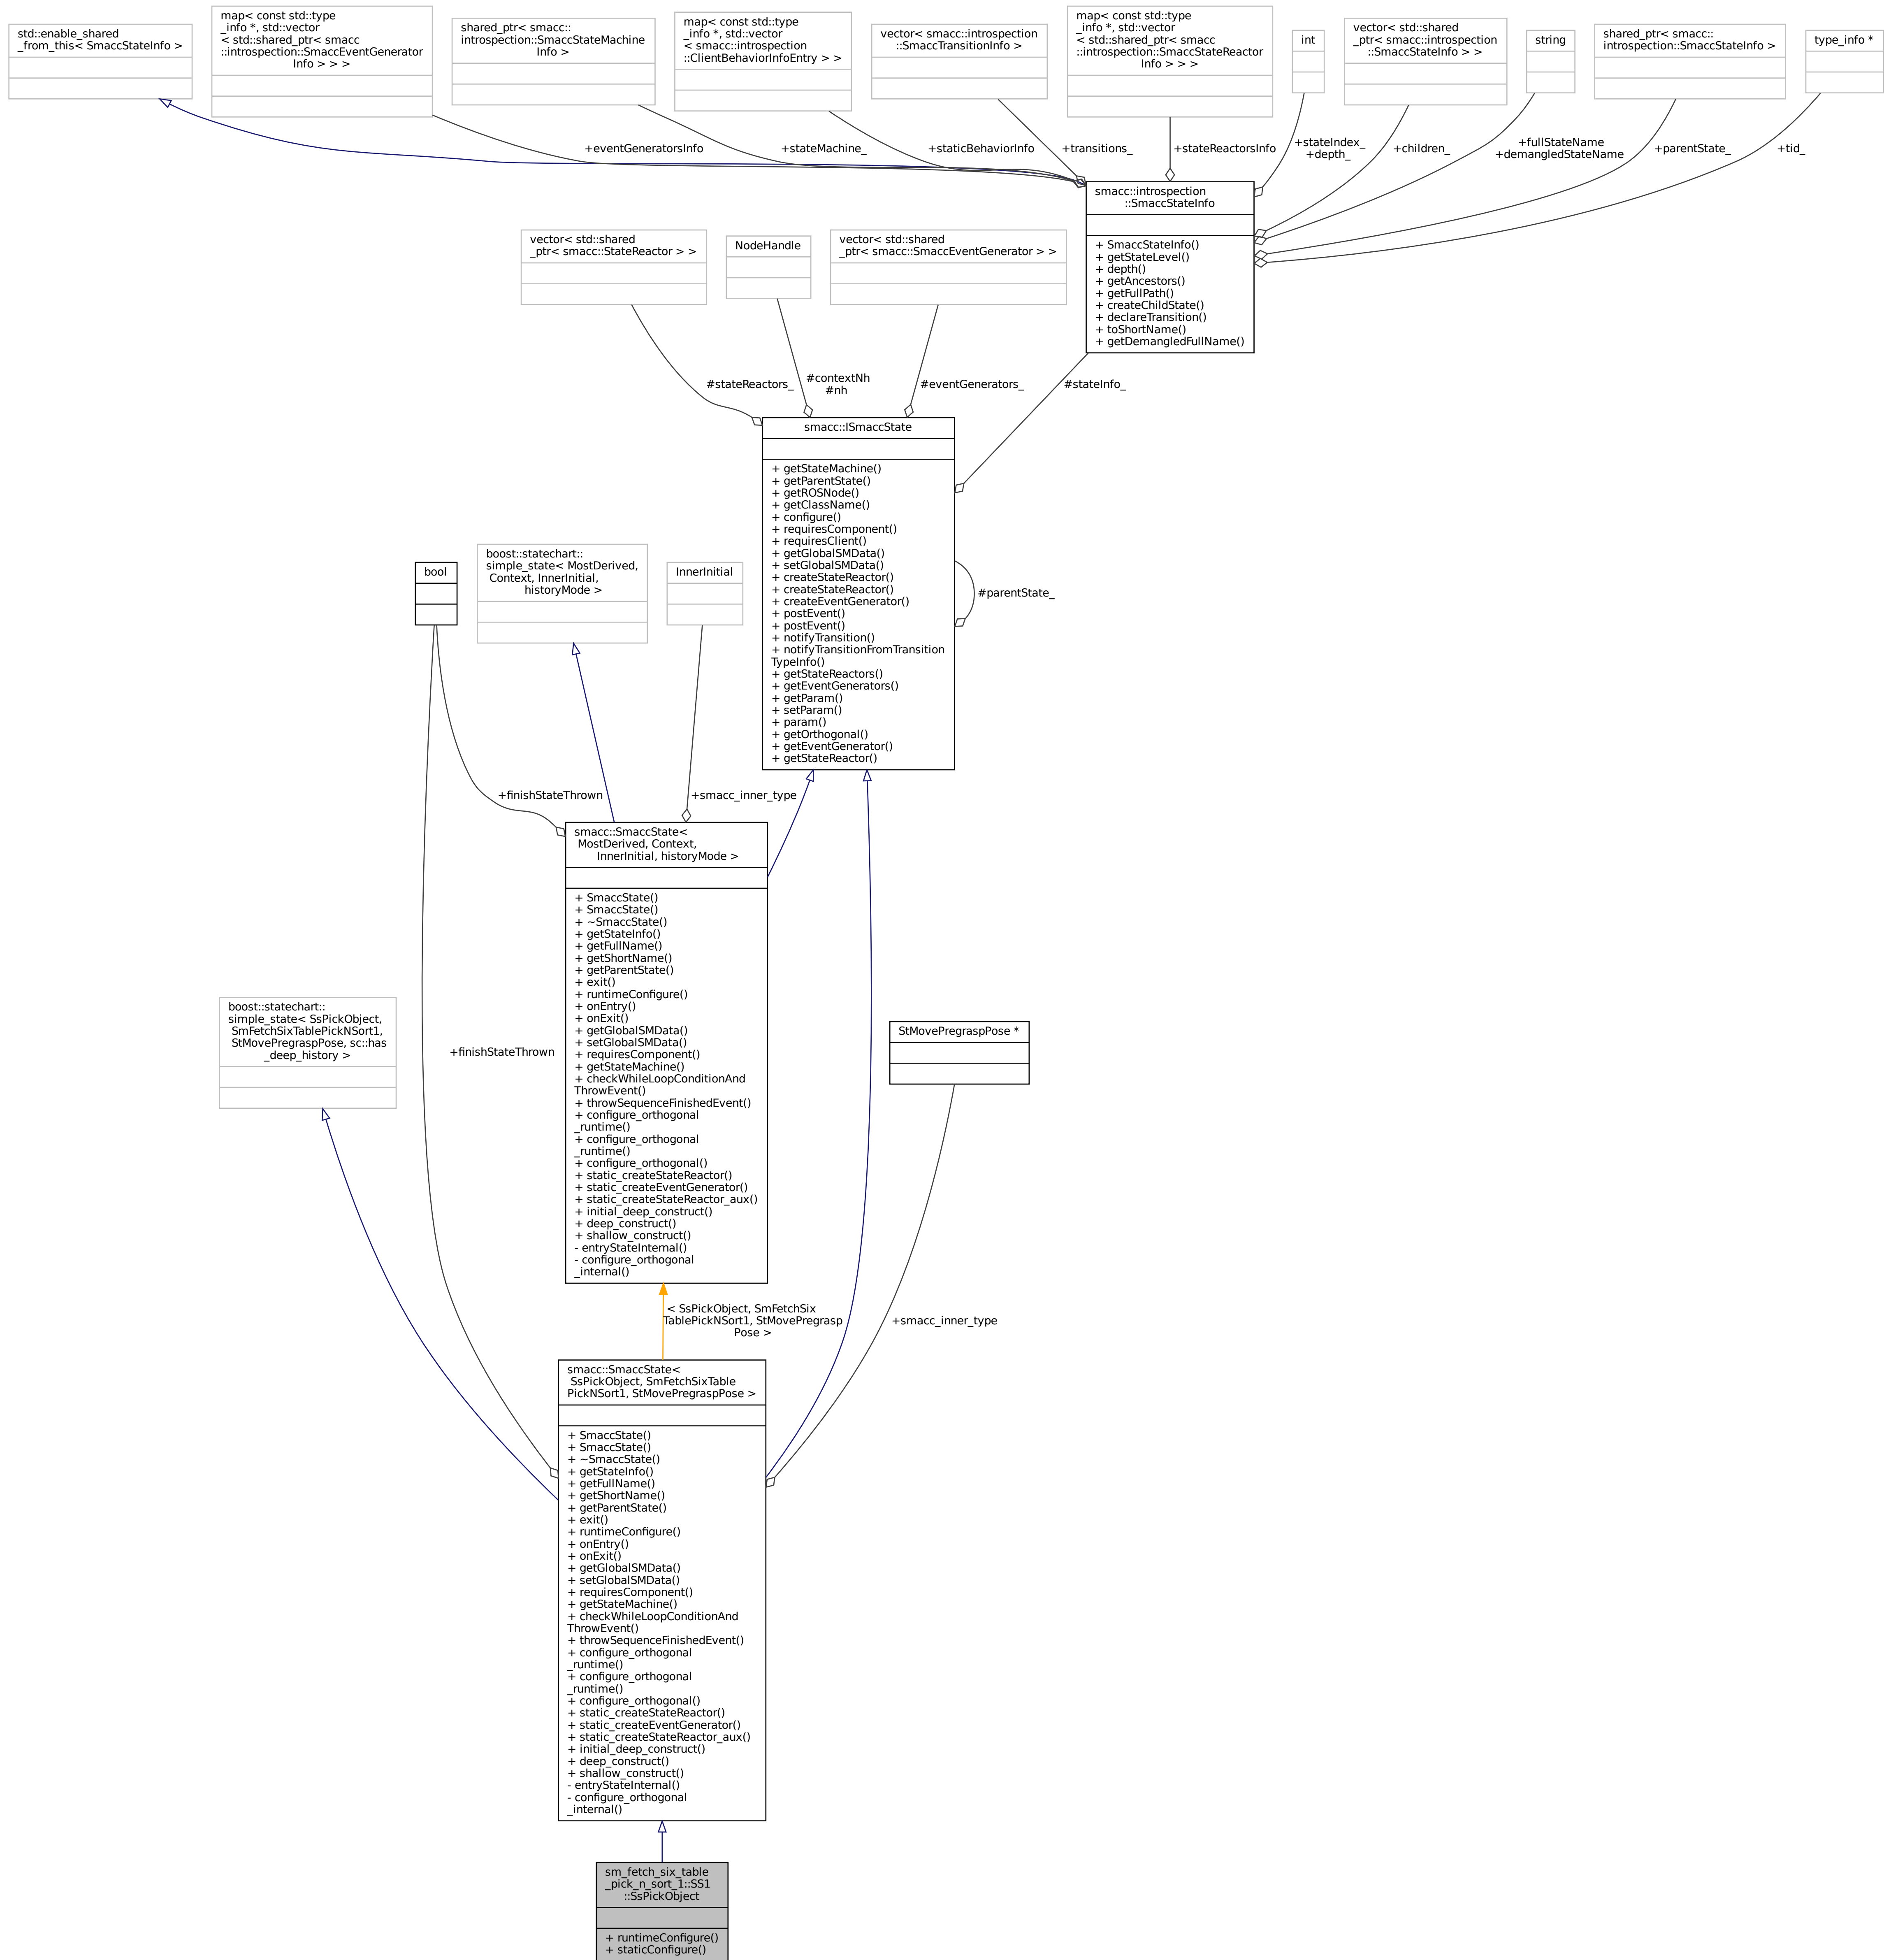 std::enable_shared
_from_this< SmaccStateInfo >
map< const std::type
_info *, std::vector
< std::shared_ptr< smacc
::introspection::SmaccEventGenerator
Info > > >
shared_ptr< smacc::
introspection::SmaccStateMachine
Info >
map< const std::type
_info *, std::vector
< smacc::introspection
::ClientBehaviorInfoEntry > >
vector< smacc::introspection
::SmaccTransitionInfo >
map< const std::type
_info *, std::vector
< std::shared_ptr< smacc
::introspection::SmaccStateReactor
Info > > >
int
vector< std::shared
_ptr< smacc::introspection
::SmaccStateInfo > >
string
shared_ptr< smacc::
introspection::SmaccStateInfo >
type_info *
+eventGeneratorsInfo
+stateMachine_
+staticBehaviorInfo
+transitions_
+stateReactorsInfo
+stateIndex_
+depth_
+children_
+fullStateName
+demangledStateName
+parentState_
+tid_
smacc::introspection
::SmaccStateInfo
+ SmaccStateInfo()
+ getStateLevel()
+ depth()
+ getAncestors()
+ getFullPath()
+ createChildState()
+ declareTransition()
+ toShortName()
+ getDemangledFullName()
vector< std::shared
_ptr< smacc::StateReactor > >
NodeHandle
vector< std::shared
_ptr< smacc::SmaccEventGenerator > >
#stateReactors_
#contextNh
#nh
#eventGenerators_
#stateInfo_
smacc::ISmaccState
+ getStateMachine()
+ getParentState()
+ getROSNode()
+ getClassName()
+ configure()
+ requiresComponent()
+ requiresClient()
+ getGlobalSMData()
+ setGlobalSMData()
+ createStateReactor()
+ createStateReactor()
+ createEventGenerator()
+ postEvent()
+ postEvent()
+ notifyTransition()
+ notifyTransitionFromTransition
TypeInfo()
+ getStateReactors()
+ getEventGenerators()
+ getParam()
+ setParam()
+ param()
+ getOrthogonal()
+ getEventGenerator()
+ getStateReactor()
#parentState_
bool
boost::statechart::
simple_state< MostDerived,
Context, InnerInitial,
historyMode >
InnerInitial
+finishStateThrown
+smacc_inner_type
smacc::SmaccState<
MostDerived, Context,
InnerInitial, historyMode >
+ SmaccState()
+ SmaccState()
+ ~SmaccState()
+ getStateInfo()
+ getFullName()
+ getShortName()
+ getParentState()
+ exit()
+ runtimeConfigure()
+ onEntry()
+ onExit()
+ getGlobalSMData()
+ setGlobalSMData()
+ requiresComponent()
+ getStateMachine()
+ checkWhileLoopConditionAnd
ThrowEvent()
+ throwSequenceFinishedEvent()
+ configure_orthogonal
_runtime()
+ configure_orthogonal
_runtime()
+ configure_orthogonal()
+ static_createStateReactor()
+ static_createEventGenerator()
+ static_createStateReactor_aux()
+ initial_deep_construct()
+ deep_construct()
+ shallow_construct()
- entryStateInternal()
- configure_orthogonal
_internal()
boost::statechart::
simple_state< SsPickObject,
SmFetchSixTablePickNSort1,
StMovePregraspPose, sc::has
_deep_history >
+finishStateThrown
StMovePregraspPose *
< SsPickObject, SmFetchSix
TablePickNSort1, StMovePregrasp
Pose >
+smacc_inner_type
smacc::SmaccState<
SsPickObject, SmFetchSixTable
PickNSort1, StMovePregraspPose >
+ SmaccState()
+ SmaccState()
+ ~SmaccState()
+ getStateInfo()
+ getFullName()
+ getShortName()
+ getParentState()
+ exit()
+ runtimeConfigure()
+ onEntry()
+ onExit()
+ getGlobalSMData()
+ setGlobalSMData()
+ requiresComponent()
+ getStateMachine()
+ checkWhileLoopConditionAnd
ThrowEvent()
+ throwSequenceFinishedEvent()
+ configure_orthogonal
_runtime()
+ configure_orthogonal
_runtime()
+ configure_orthogonal()
+ static_createStateReactor()
+ static_createEventGenerator()
+ static_createStateReactor_aux()
+ initial_deep_construct()
+ deep_construct()
+ shallow_construct()
- entryStateInternal()
- configure_orthogonal
_internal()
sm_fetch_six_table
_pick_n_sort_1::SS1
::SsPickObject
+ runtimeConfigure()
+ staticConfigure()